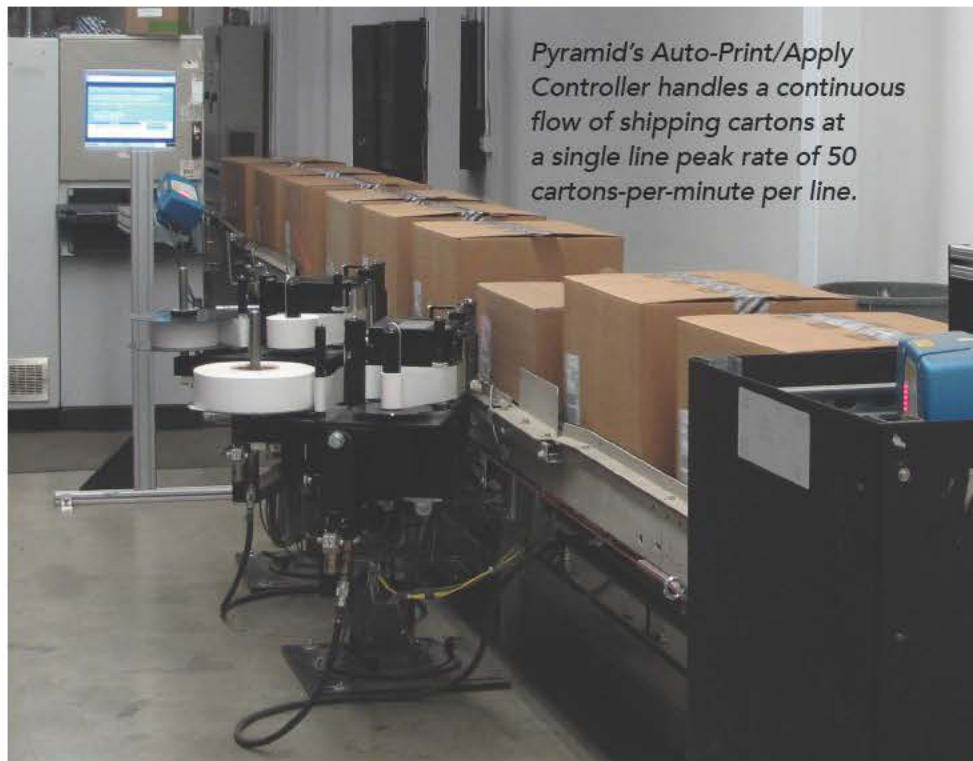 Pyramid's Auto-Print/Apply
Controller handles a continuous
flow of shipping cartons at
a single line peak rate of 50
cartons-per-minute per line.